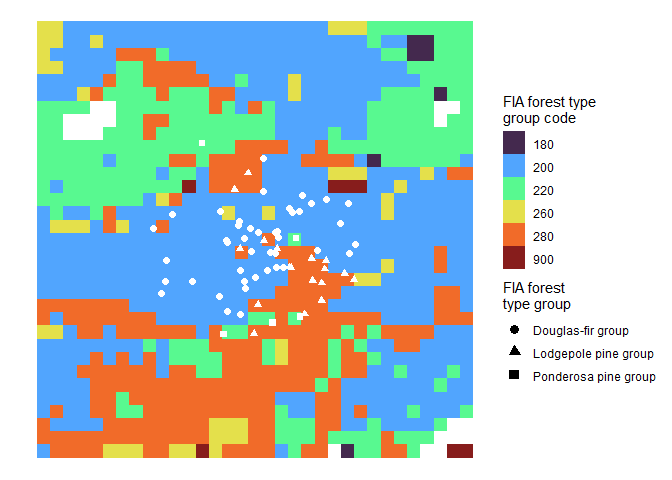 FIA forest type
group code
180
200
220
260
280
900
FIA forest
type group
Douglas-fir group
Lodgepole pine group
Ponderosa pine group